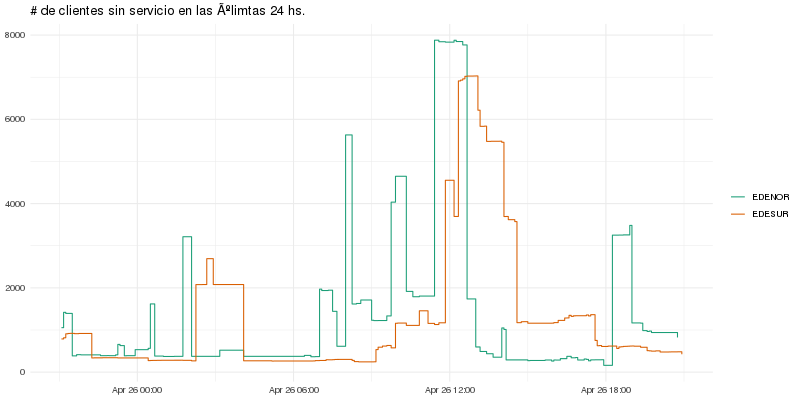 # de clientes sin servicio en las Ãºlimtas 24 hs.
8000
6000
4000
2000
0
Apr 26 00:00
Apr 26 06:00
Apr 26 12:00
Apr 26 18:00
EDENOR
EDESUR